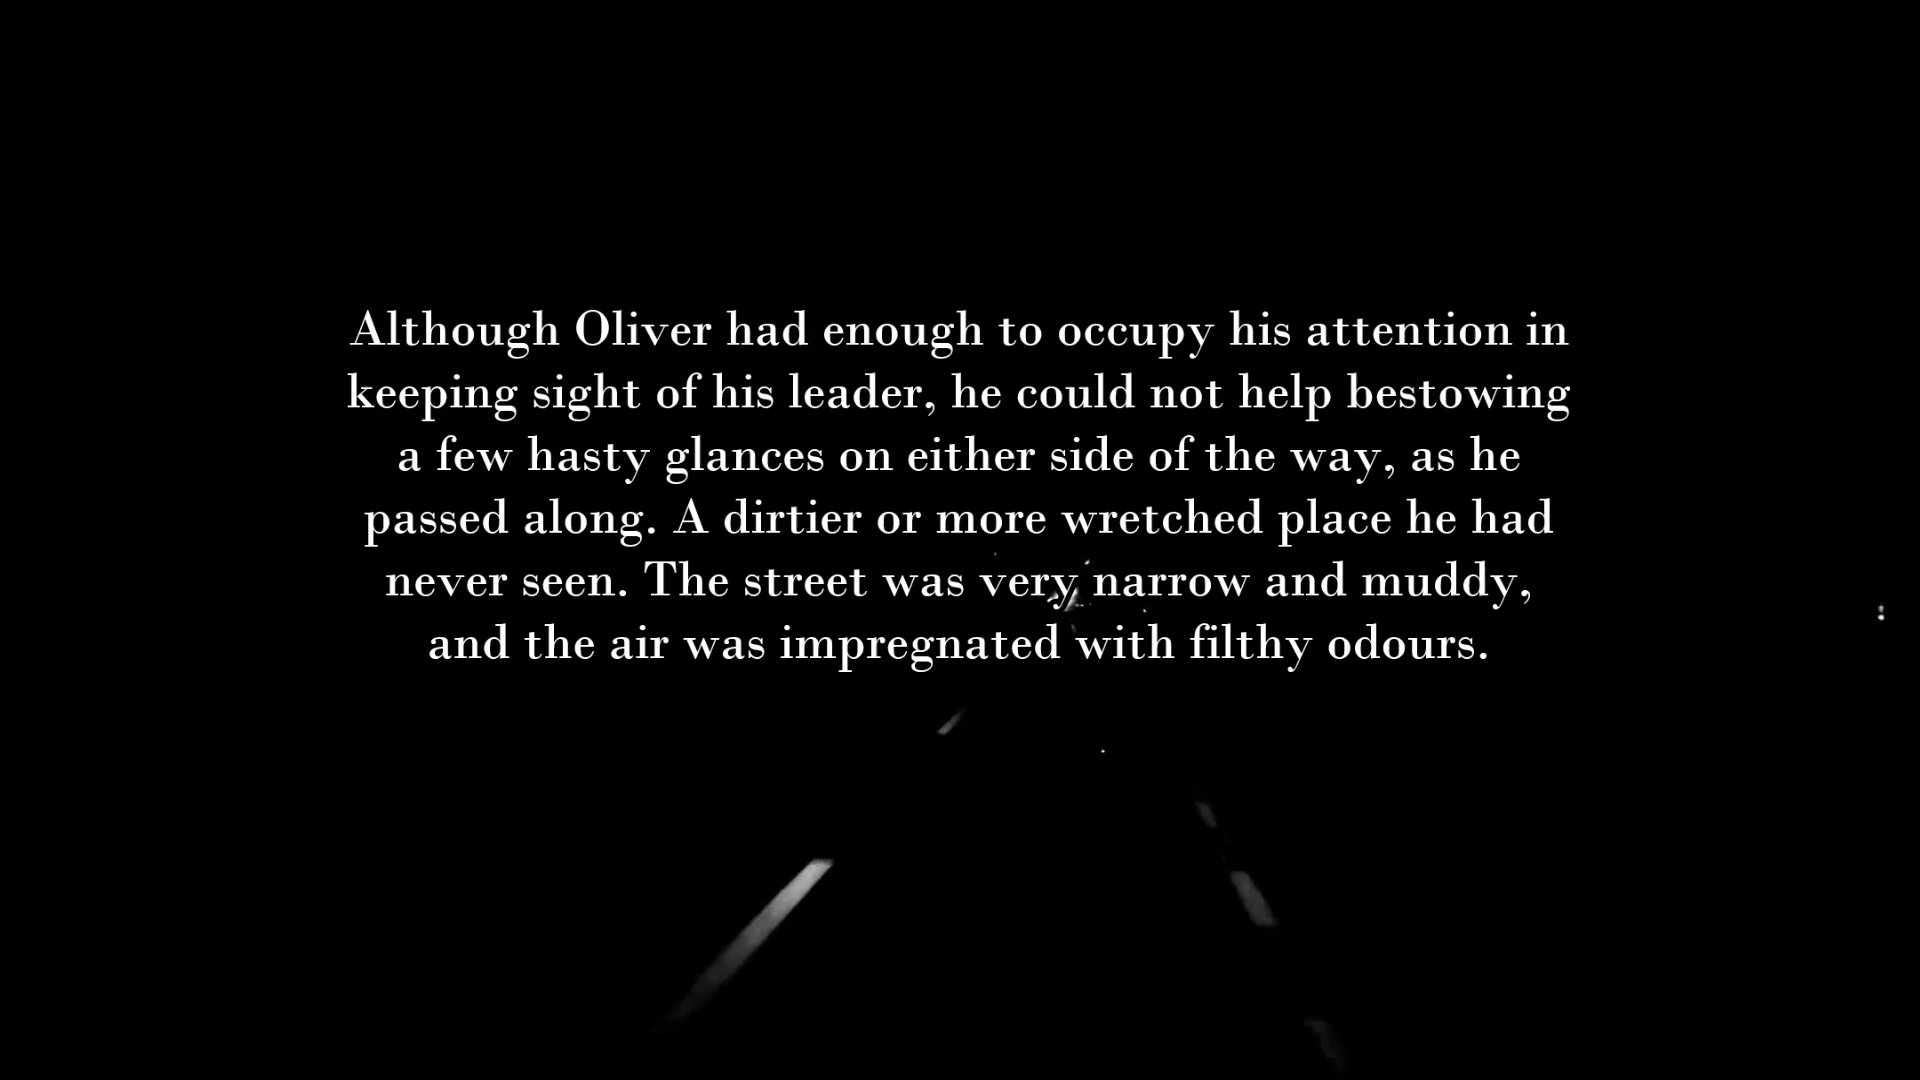 Although Oliver had enough to occupy his attention in
keeping sight of his leader, he could not help bestowing
a few hasty glances on either side of the way, as he
passed along. A dirtier or more wretched place he had
never seen. The street was very narrow and muddy,
and the air was impregnated with filthy odours.